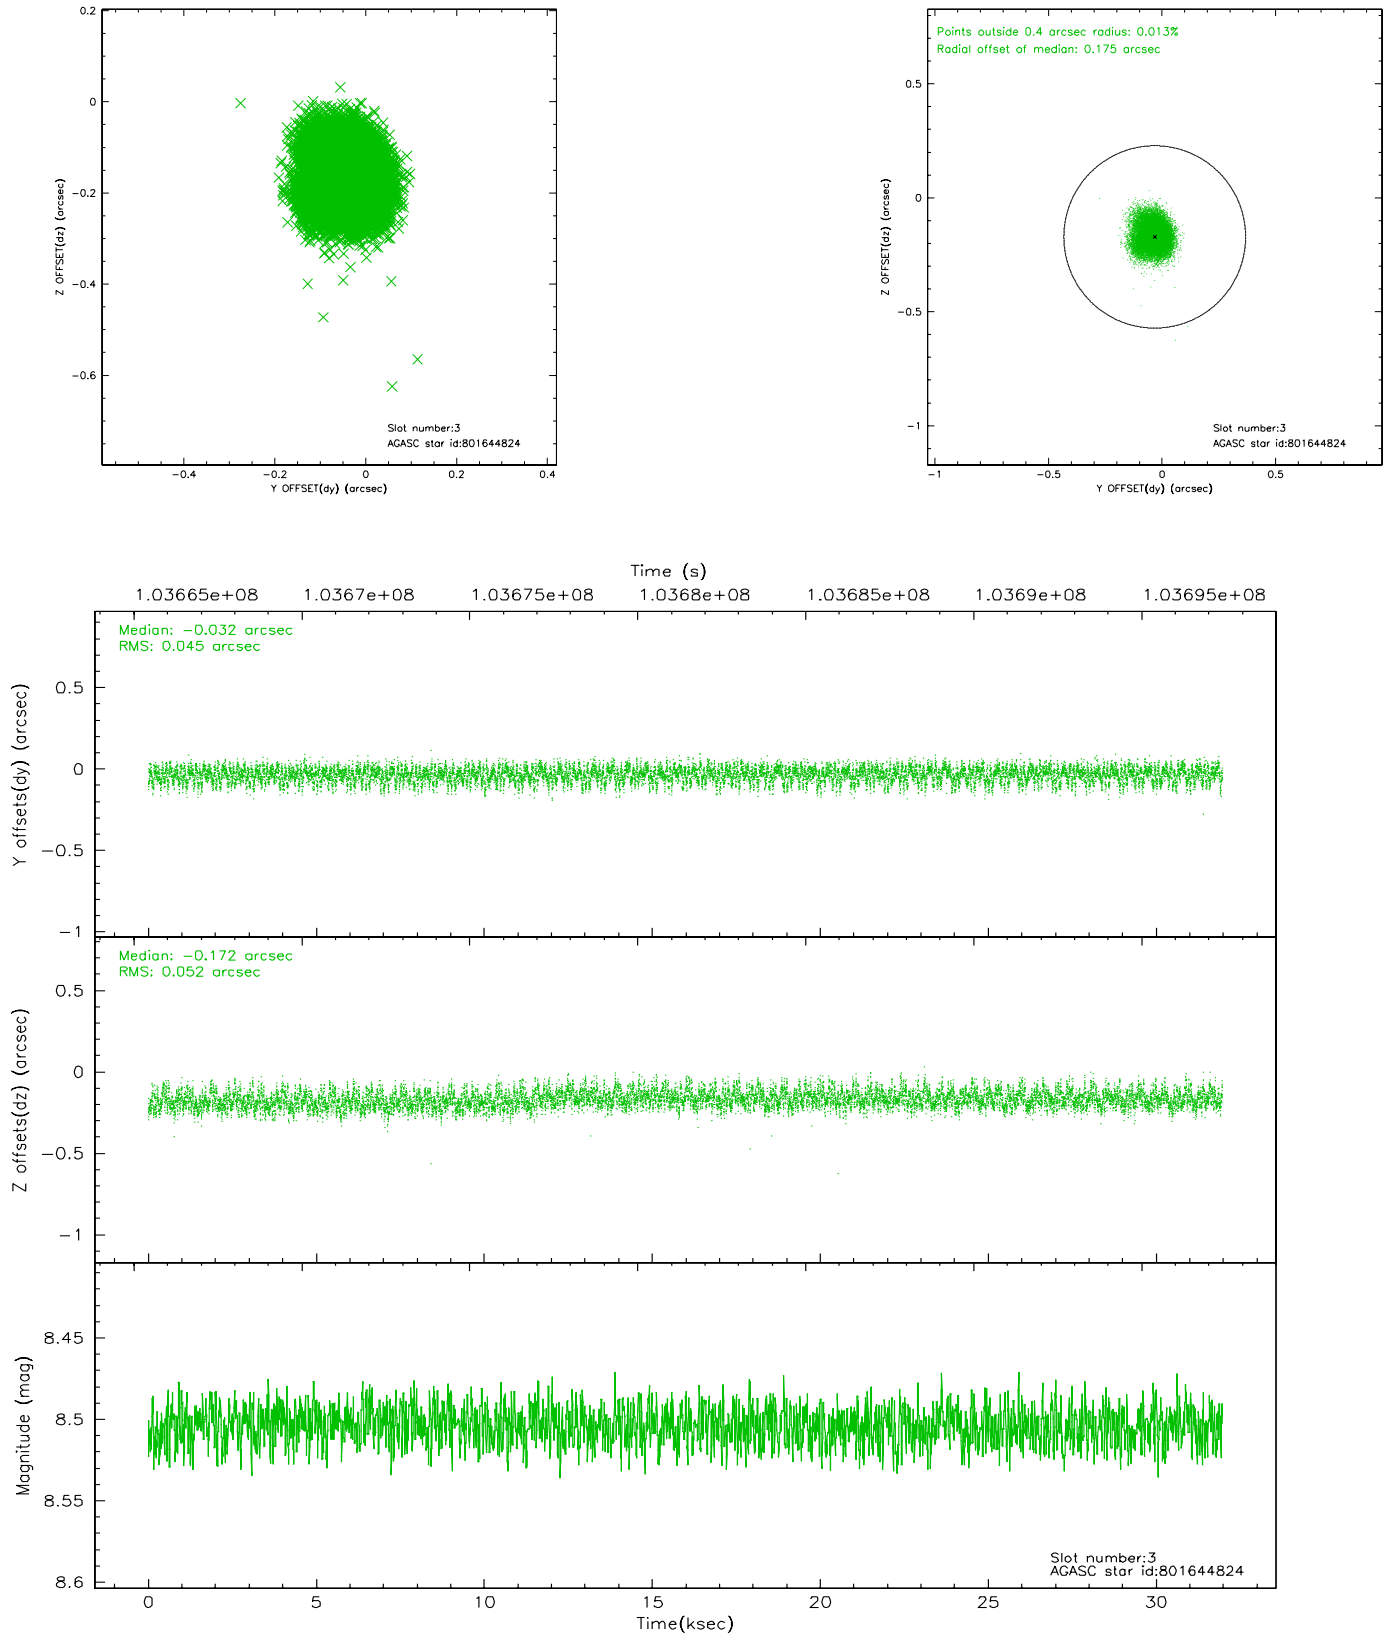 0.2
0
-0.2
-0.4
-0.6
Z OFFSET(dz) (arcsec)
Slot number:3
AGASC star id:801644824
-0.4 -0.2 0 0.2 0.4
Y OFFSET(dy) (arcsec)
Points outside 0.4 arcsec radius: 0.013%
Radial offset of median: 0.175 arcsec
0.5
0
-0.5
-1
Z OFFSET(dz) (arcsec)
Slot number:3
AGASC star id:801644824
-1 -0.5 0 0.5
Y OFFSET(dy) (arcsec)
Time (s)
1.03665e+08 1.0367e+08 1.03675e+08 1.0368e+08 1.03685e+08 1.0369e+08 1.03695e+08
Median: -0.032 arcsec
RMS: 0.045 arcsec
0.5
0
-0.5
-1
Y offsets(dy) (arcsec)
Median: -0.172 arcsec
RMS: 0.052 arcsec
0.5
0
-0.5
-1
Z offsets(dz) (arcsec)
8.45
8.5
8.55
8.6
Magnitude (mag)
Slot number:3
AGASC star id:801644824
0 5 10 15 20 25 30
Time(ksec)